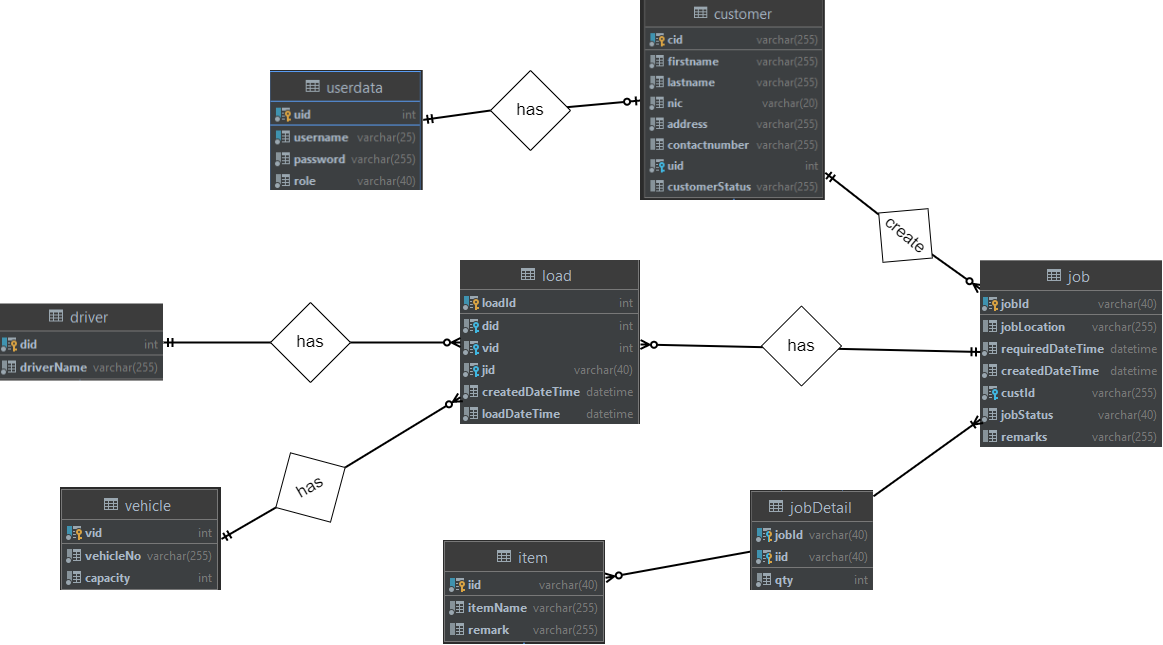 customer
cid varchar(255)
firstname varchar(255)
lastname varchar(255)
nic varchar(20)
address varchar(255)
contactnumber varchar(255)
uid int
customerStatus varchar(255)
userdata
uid int
username varchar(25)
password varchar(255)
role varchar(40)
has
create
load
loadId int
did int
vid int
jid varchar(40)
createdDateTime datetime
loadDateTime datetime
job
jobId varchar(40)
jobLocation varchar(255)
requiredDateTime datetime
createdDateTime datetime
custId varchar(255)
jobStatus varchar(40)
remarks varchar(255)
driver
did int
driverName varchar(255)
has
has
has
vehicle
vid int
vehicleNo varchar(255)
capacity int
jobDetail
jobId varchar(40)
iid varchar(40)
qty int
item
iid varchar(40)
itemName varchar(255)
remark varchar(255)